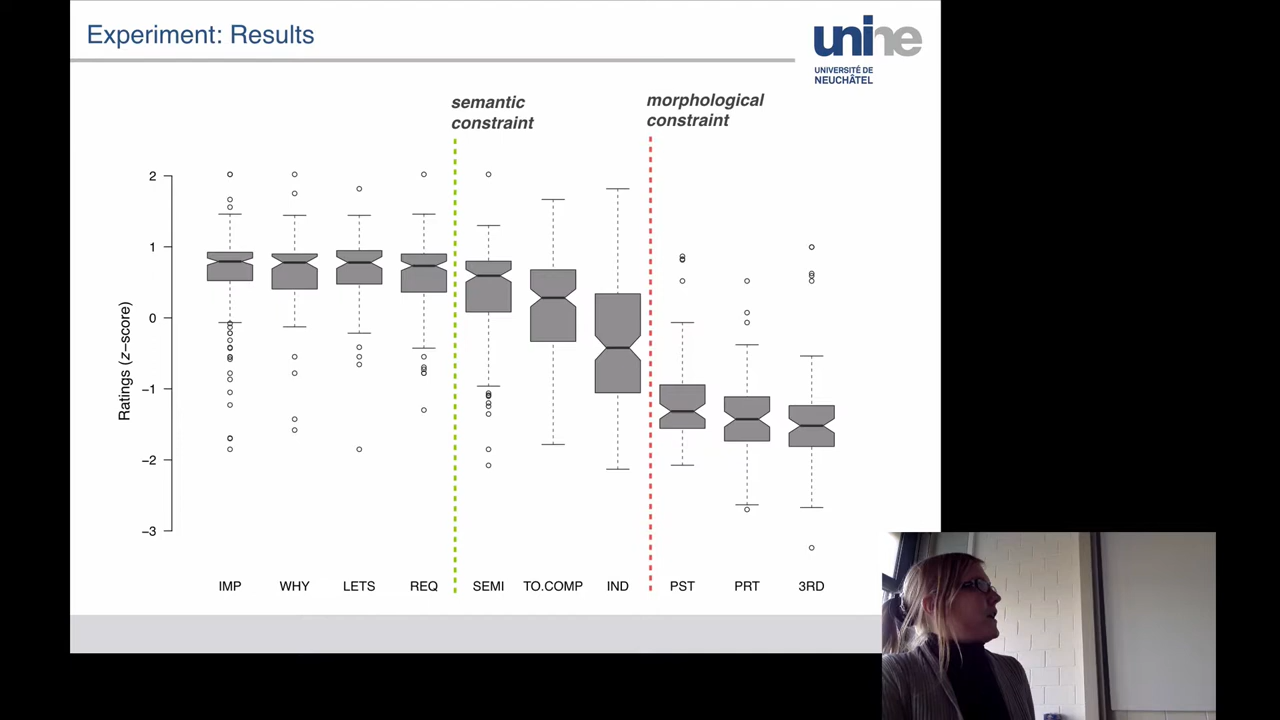 Experiment: Results
unine
UNIVERSITÉ DE
NEUCHÂTEL
semantic
constraint
morphological
constraint
Ratings (z−score)
2
1
0
−1
−2
−3
IMP WHY LETS REQ SEMI TO.COMP IND PST PRT 3RD